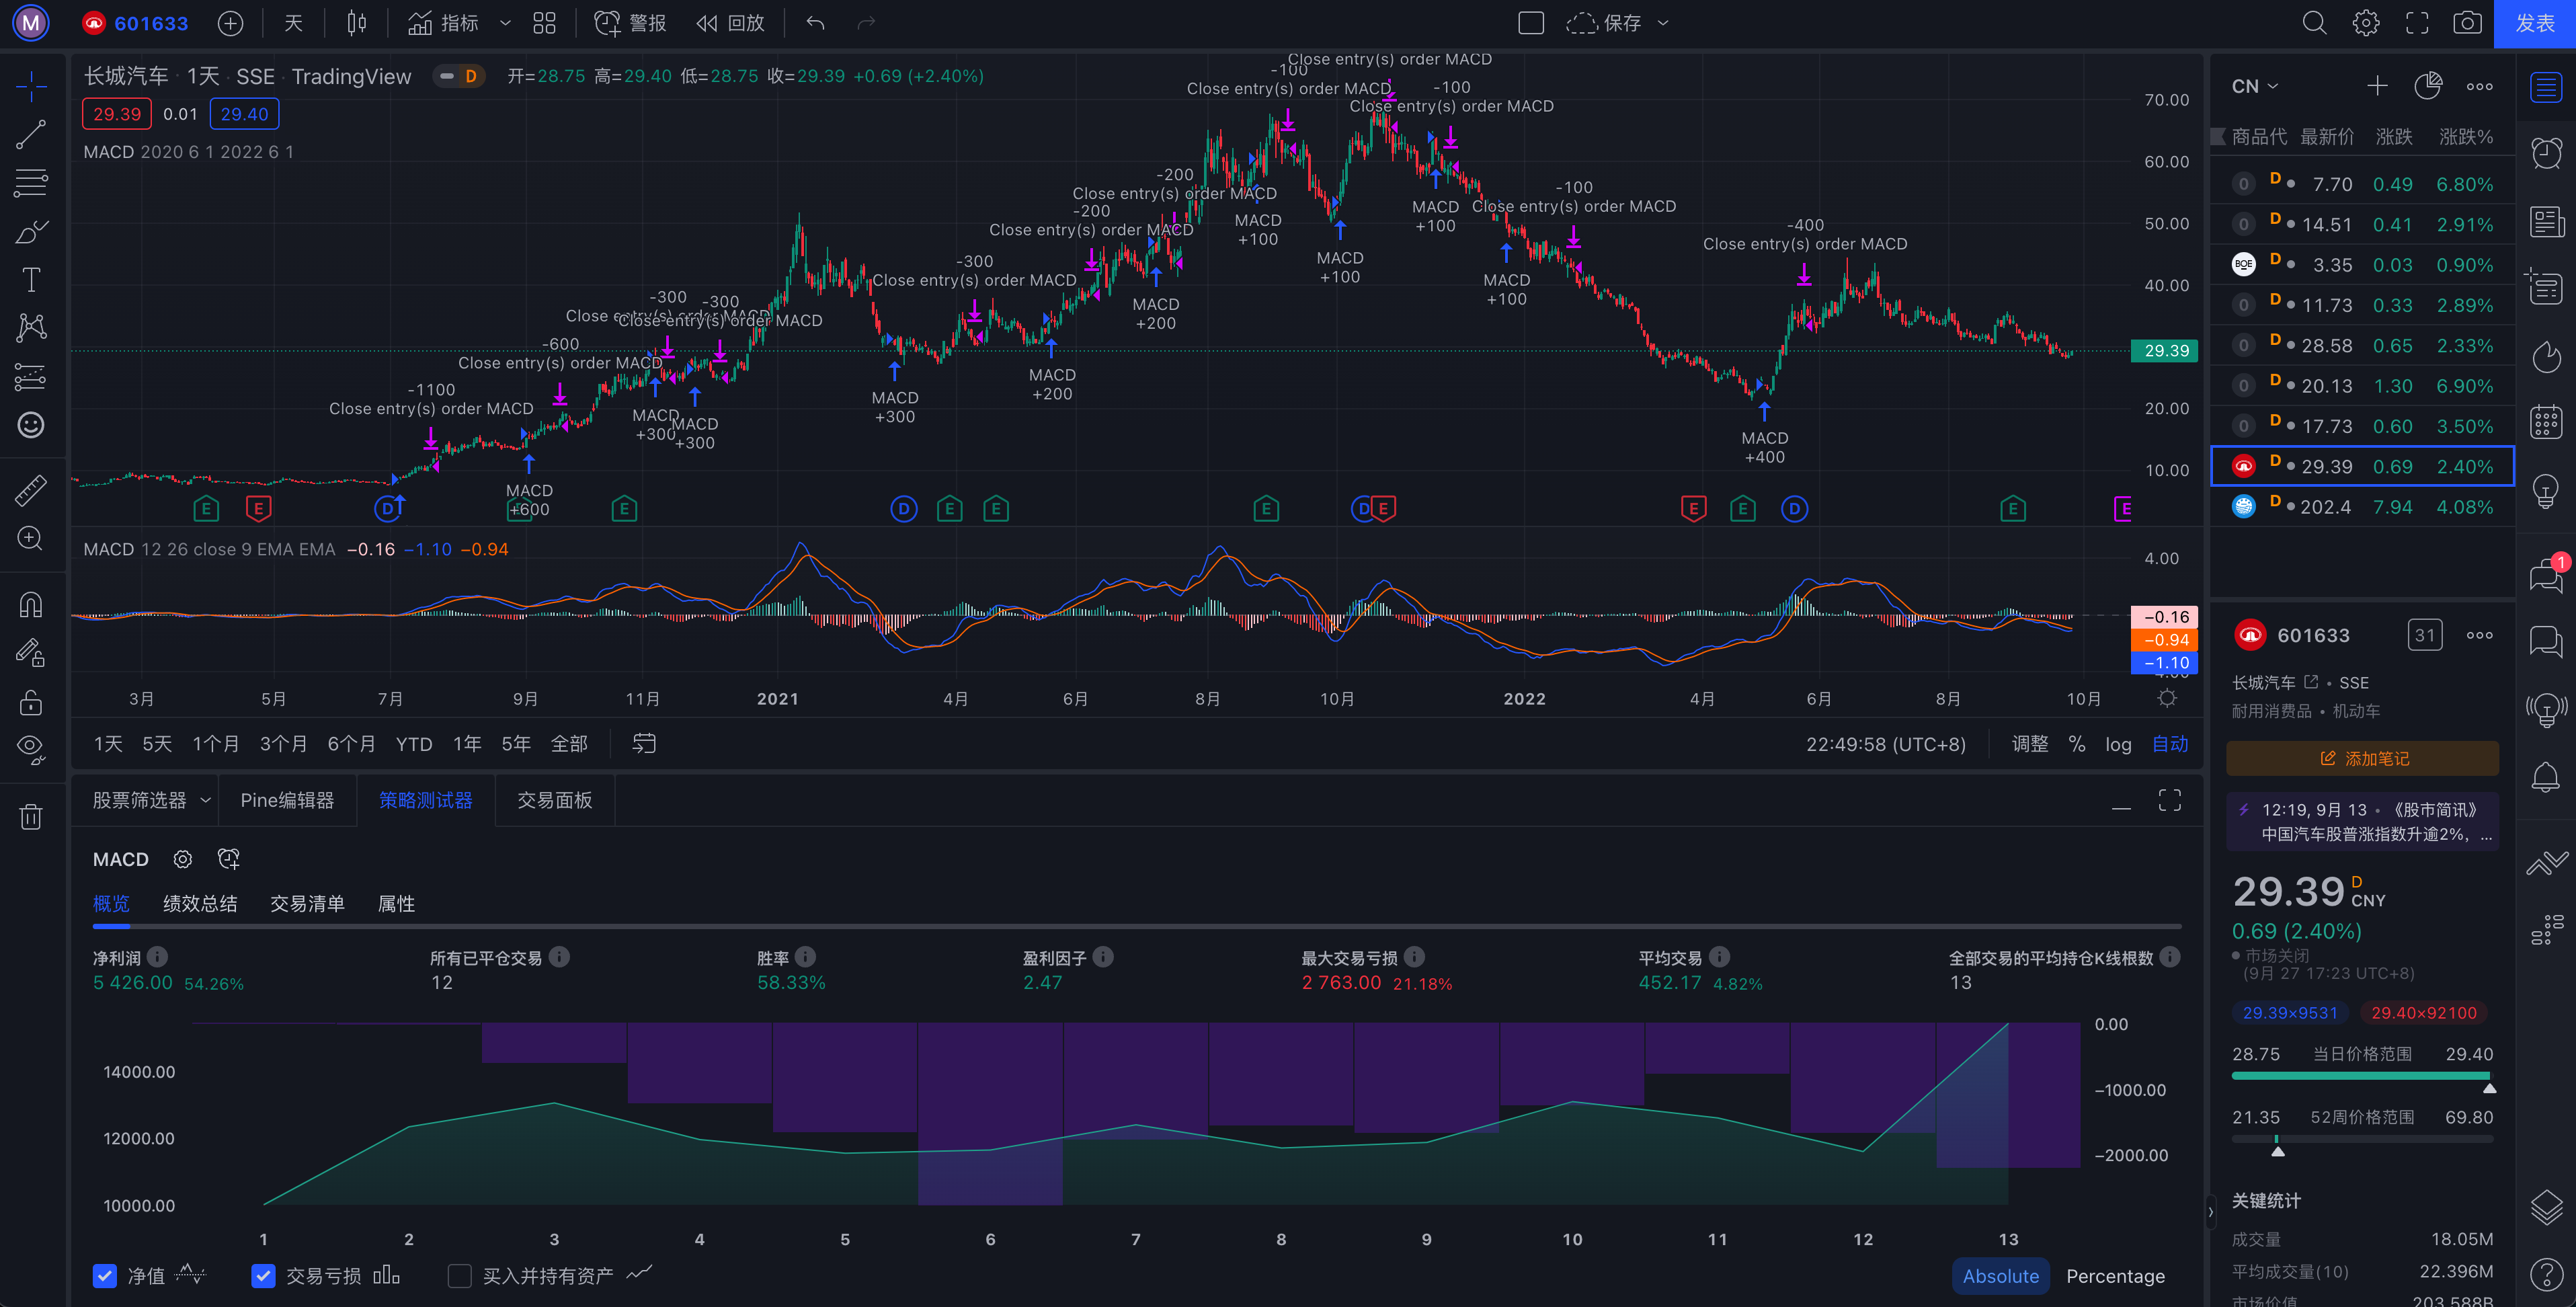 M 601633 天 指标 警报 回放 保存 发表
长城汽车 · 1天 · SSE · TradingView D 开=28.75 高=29.40 低=28.75 收=29.39 +0.69 (+2.40%)
29.39 0.01 29.40
MACD 2020 6 1 2022 6 1
Close entry(s) order MACD
-100
Close entry(s) order MACD
-100
Close entry(s) order MACD
-200
Close entry(s) order MACD
-200
Close entry(s) order MACD
-100
Close entry(s) order MACD
-400
Close entry(s) order MACD
-300
Close entry(s) order MACD
-300
Close entry(s) order MACD
-300
Close entry(s) order MACD
-600
Close entry(s) order MACD
-1100
Close entry(s) order MACD
MACD
+600
MACD
+300
MACD
+300
MACD
+300
MACD
+200
MACD
+200
MACD
+100
MACD
+100
MACD
+100
MACD
+100
MACD
+400
70.00
60.00
50.00
40.00
29.39
20.00
10.00
E E D E E D E E E D E E E D E E
MACD 12 26 close 9 EMA EMA −0.16 −1.10 −0.94
4.00
−0.16
−0.94
−1.10
−4.00
3月 5月 7月 9月 11月 2021 4月 6月 8月 10月 2022 4月 6月 8月 10月
1天 5天 1个月 3个月 6个月 YTD 1年 5年 全部
22:49:58 (UTC+8) 调整 % log 自动
股票筛选器 Pine编辑器 策略测试器 交易面板
MACD
概览 绩效总结 交易清单 属性
净利润 所有已平仓交易 胜率 盈利因子 最大交易亏损 平均交易 全部交易的平均持仓K线根数
5 426.00 54.26% 12 58.33% 2.47 2 763.00 21.18% 452.17 4.82% 13
14000.00
12000.00
10000.00
0.00
−1000.00
−2000.00
1 2 3 4 5 6 7 8 9 10 11 12 13
净值 交易亏损 买入并持有资产
Absolute Percentage
CN
商品代 最新价 涨跌 涨跌%
0 D 7.70 0.49 6.80%
0 D 14.51 0.41 2.91%
BOE D 3.35 0.03 0.90%
0 D 11.73 0.33 2.89%
0 D 28.58 0.65 2.33%
0 D 20.13 1.30 6.90%
0 D 17.73 0.60 3.50%
D 29.39 0.69 2.40%
D 202.4 7.94 4.08%
1
601633 31
长城汽车 • SSE
耐用消费品 • 机动车
添加笔记
12:19, 9月 13 • 《股市简讯》
中国汽车股普涨指数升逾2%，...
29.39 D CNY
0.69 (2.40%)
市场关闭
(9月 27 17:23 UTC+8)
29.39×9531 29.40×92100
28.75 当日价格范围 29.40
21.35 52周价格范围 69.80
关键统计
成交量 18.05M
平均成交量(10) 22.396M
市场价值 203.588B